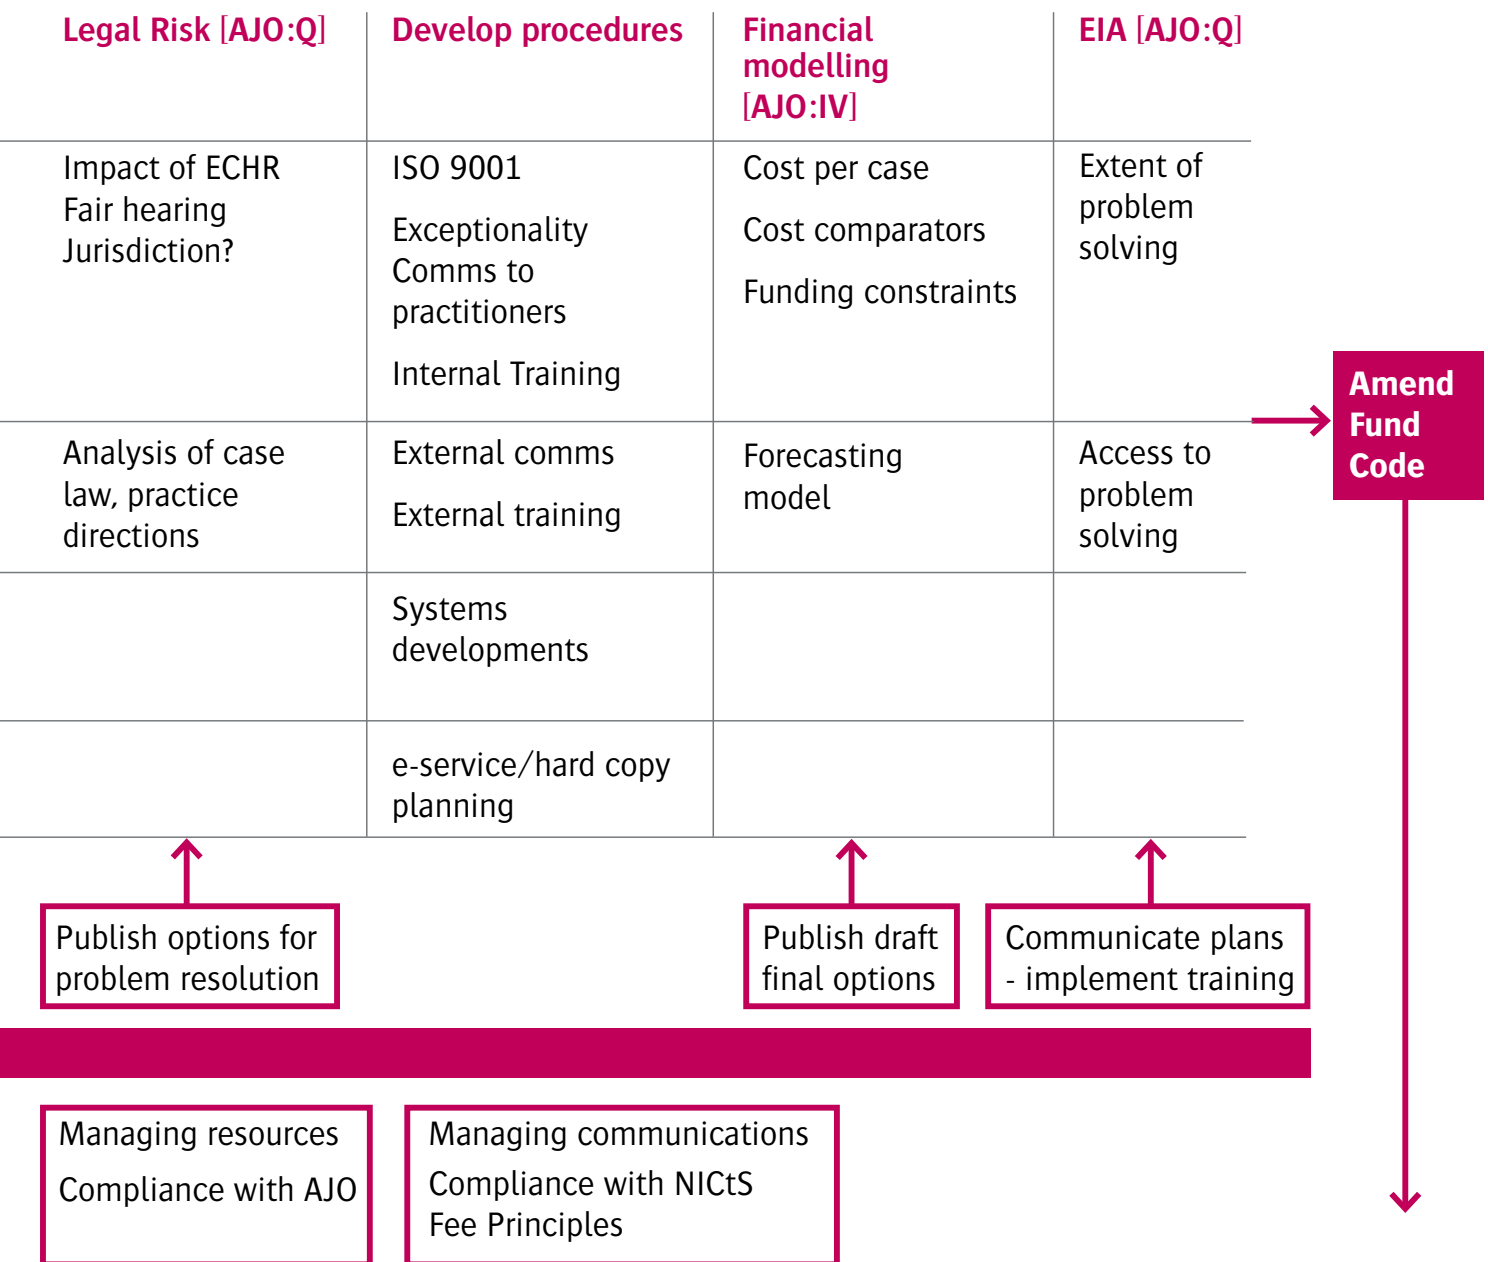 Legal Risk [AJO:Q]
Develop procedures
Financial
modelling
[AJO:IV]
EIA [AJO:Q]
Impact of ECHR
Fair hearing
Jurisdiction?
ISO 9001
Exceptionality
Comms to
practitioners
Internal Training
Cost per case
Cost comparators
Funding constraints
Extent of
problem
solving
Amend
Fund
Code
Analysis of case
law, practice
directions
External comms
External training
Forecasting
model
Access to
problem
solving
Systems
developments
e-service/hard copy
planning
Publish options for
problem resolution
Publish draft
final options
Communicate plans
- implement training
Managing resources
Compliance with AJO
Managing communications
Compliance with NICtS
Fee Principles